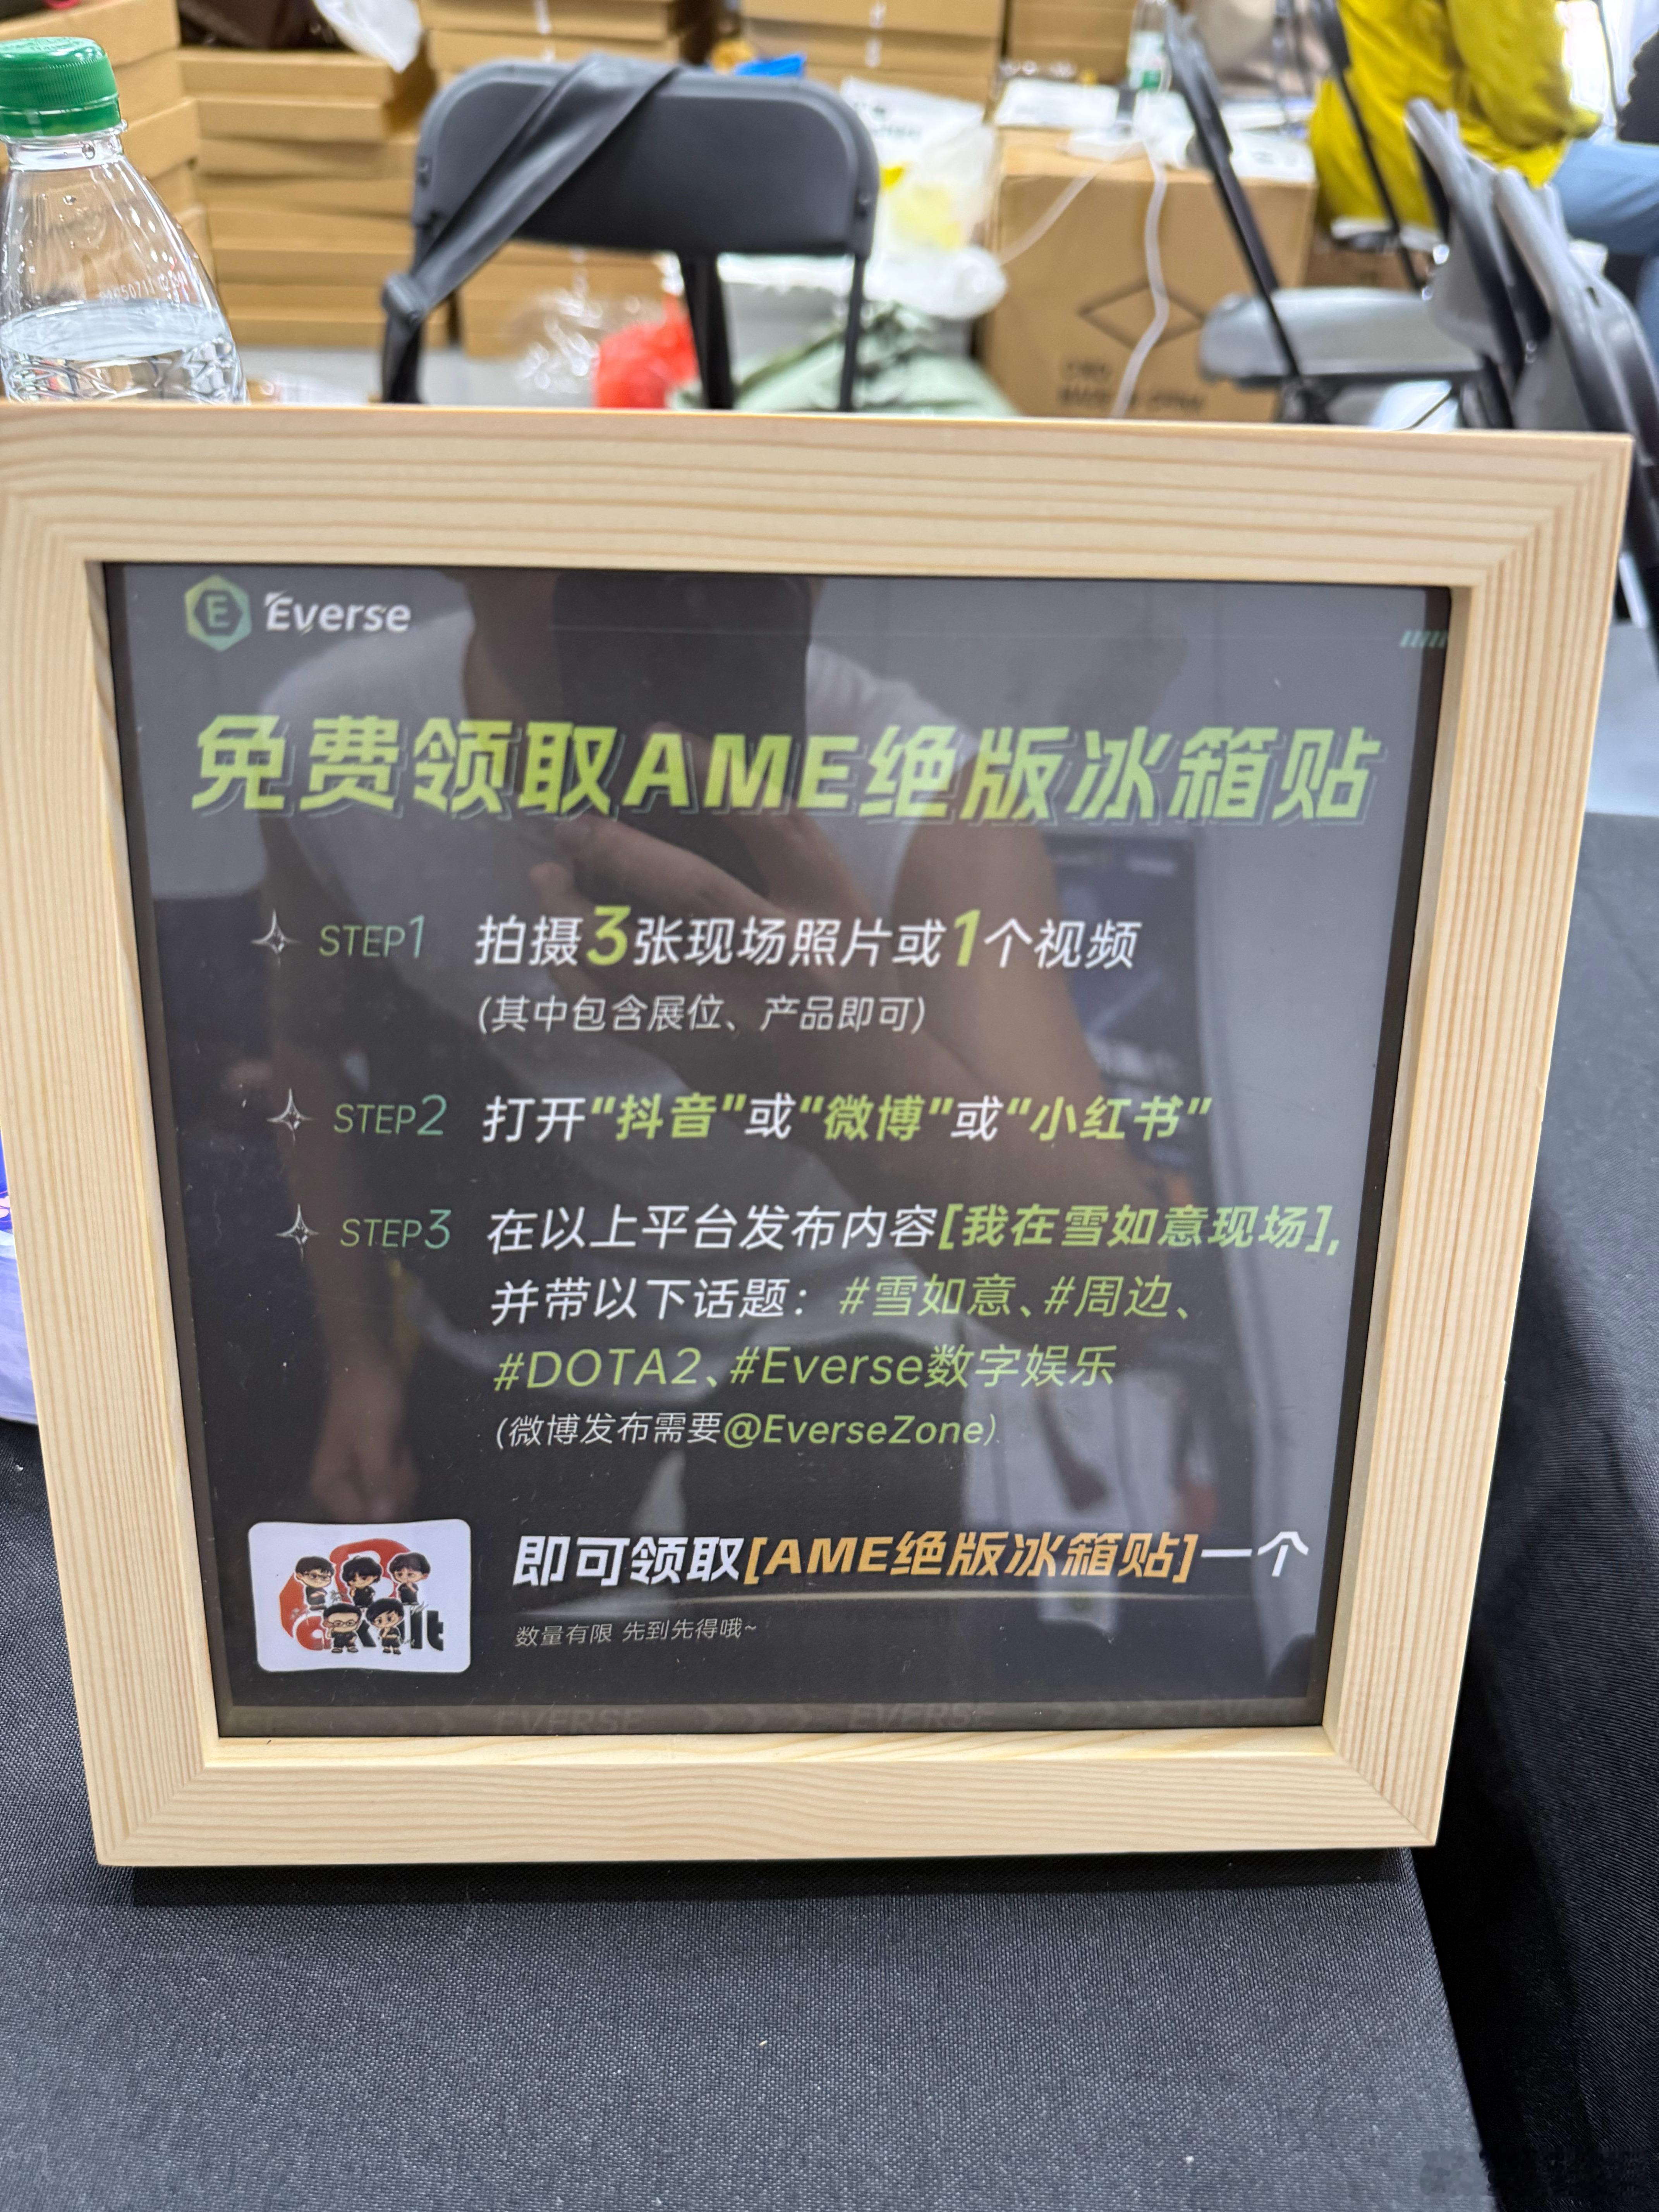 Everse
免费领取AME绝版冰箱贴
STEP1 拍摄3张现场照片或1个视频
(其中包含展位、产品即可)
STEP2 打开“抖音”或“微博”或“小红书”
STEP3 在以上平台发布内容[我在雪如意现场],
并带以下话题：#雪如意、#周边、
#DOTA2、#Everse数字娱乐
(微博发布需要@EverseZone)
即可领取[AME绝版冰箱贴]一个
数量有限 先到先得哦~
EVERSE EVERSE EVER